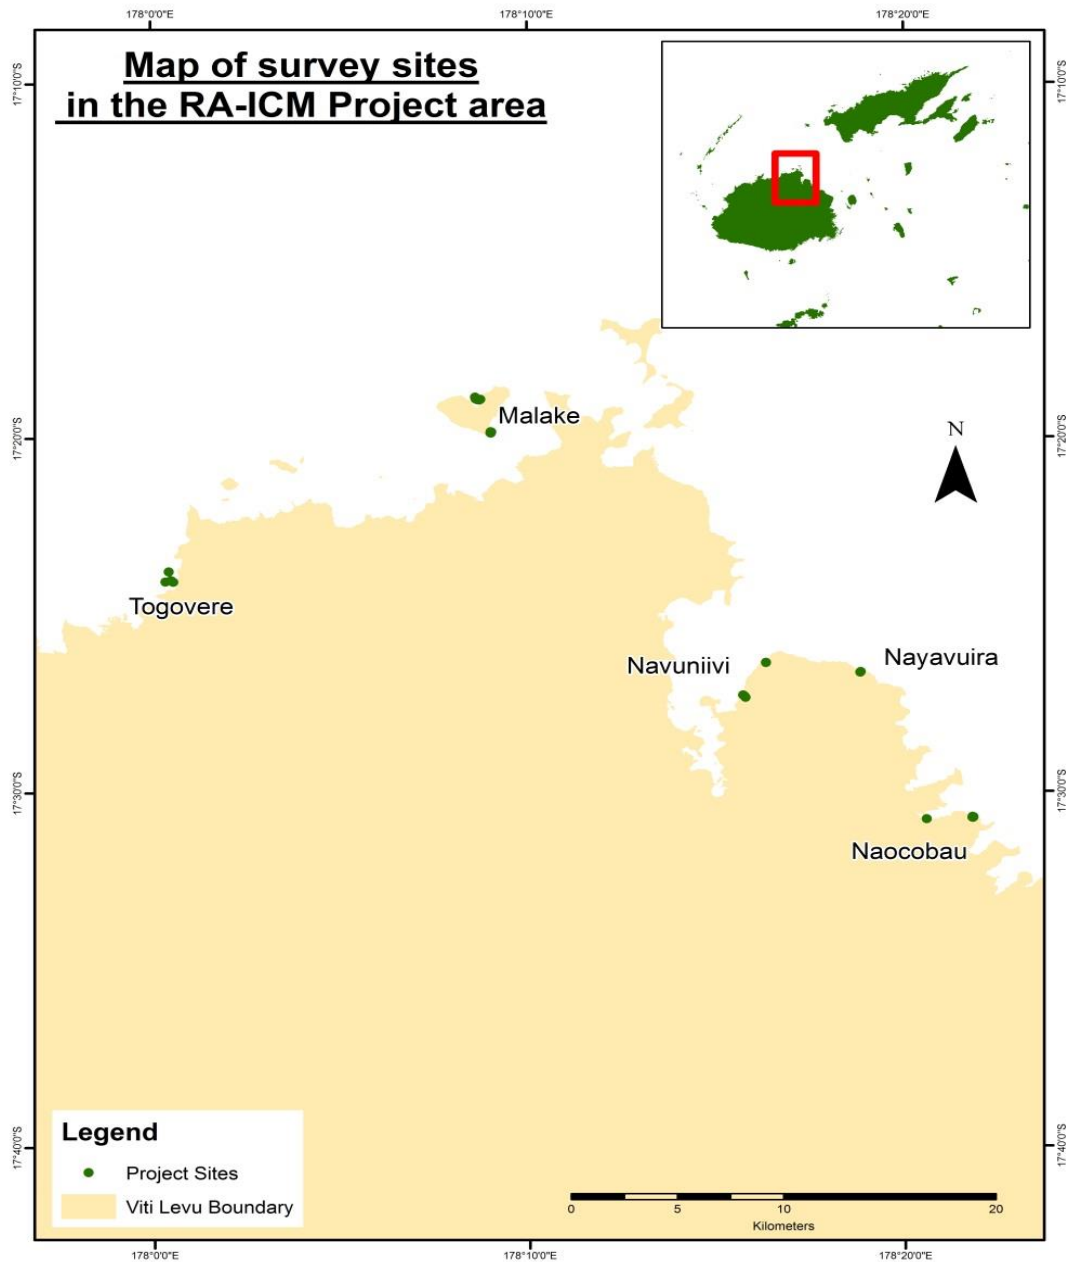 178°0'0"E
178°10'0"E
178°20'0"E
Map of survey sites
in the RA-ICM Project area
17°10'0"S
17°10'0"S
Malake
N
17°20'0"S
17°20'0"S
Togovere
Navuniivi
Nayavuira
17°30'0"S
17°30'0"S
Naocobau
Legend
Project Sites
Viti Levu Boundary
17°40'0"S
17°40'0"S
0 5 10 20
Kilometers
178°0'0"E
178°10'0"E
178°20'0"E